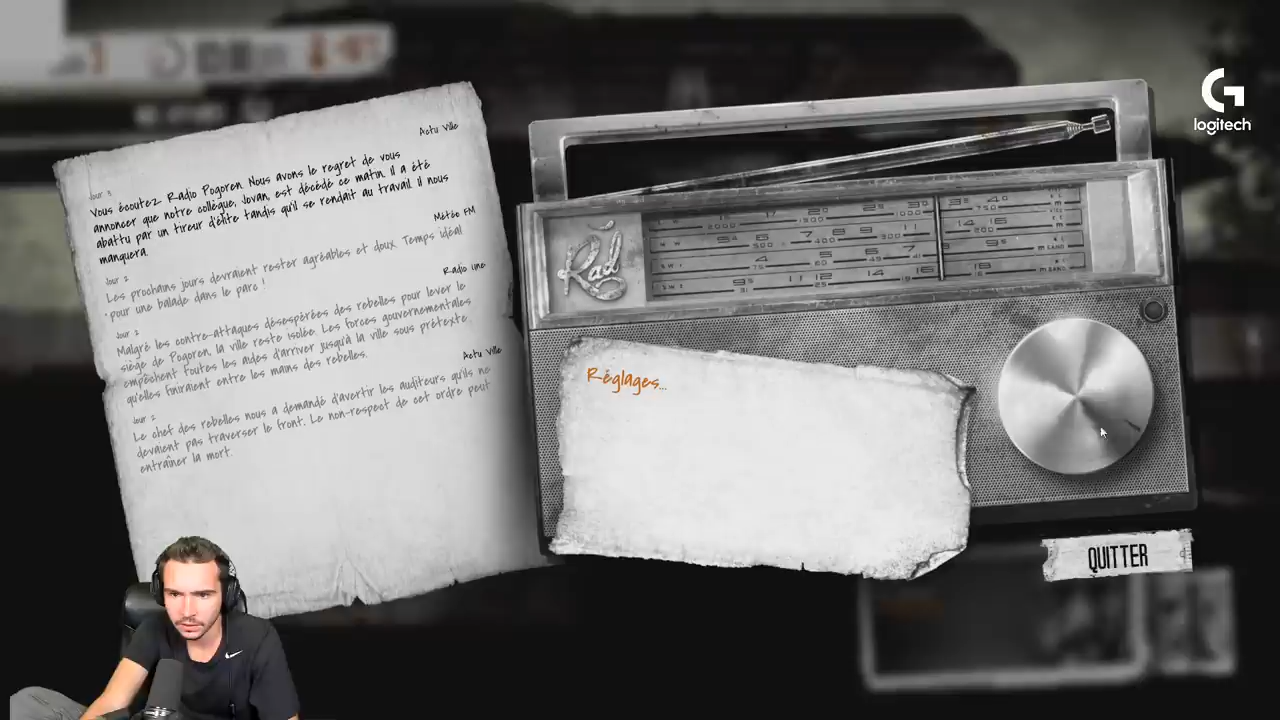 Actu Ville
Vous écoutez Radio Pogoren. Nous avons le regret de vous
annoncer que notre collègue, Jovan, est décédé ce matin. Il a été
abattu par un tireur d'élite tandis qu'il se rendait au travail. Il nous
manquera.
Météo FM
Jour 2
Les prochains jours devraient rester agréables et doux. Temps idéal
pour une balade dans le parc !
Radio Une
Jour 2
Malgré les contre-attaques désespérées des rebelles pour lever le
siège de Pogoren, la ville reste isolée. Les forces gouvernementales
empêchent toutes les aides d'arriver jusqu'à la ville sous prétexte
qu'elles finiraient entre les mains des rebelles.
Actu Ville
Jour 2
Le chef des rebelles nous a demandé d'avertir les auditeurs qu'ils ne
devaient pas traverser le front. Le non-respect de cet ordre peut
entraîner la mort.
Rad
Réglages...
QUITTER
logitech